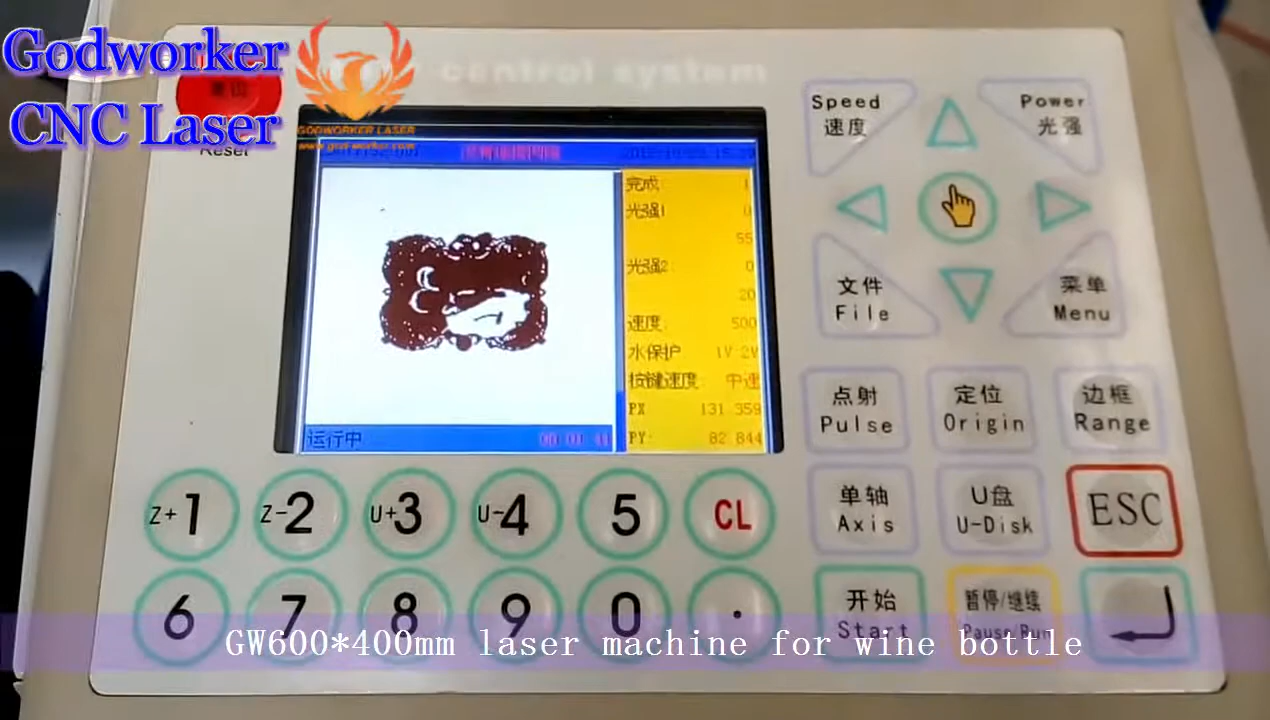 Godworker
CNC Laser
GODWORKER LASER
control system
Reset
完成: 1
光强1 0
55
光强2: 0
20
速度: 500
水保护 1V 2V
按键速度: 中速
PX 131.359
PY: 82.844
运行中
Speed
速度
Power
光强
文件
File
菜单
Menu
点射
Pulse
定位
Origin
边框
Range
单轴
Axis
U盘
U-Disk
ESC
Z+ 1
Z- 2
U+ 3
U- 4
5
CL
6
7
8
9
0
.
开始
Start
暂停/继续
Pause/Run
GW600*400mm laser machine for wine bottle